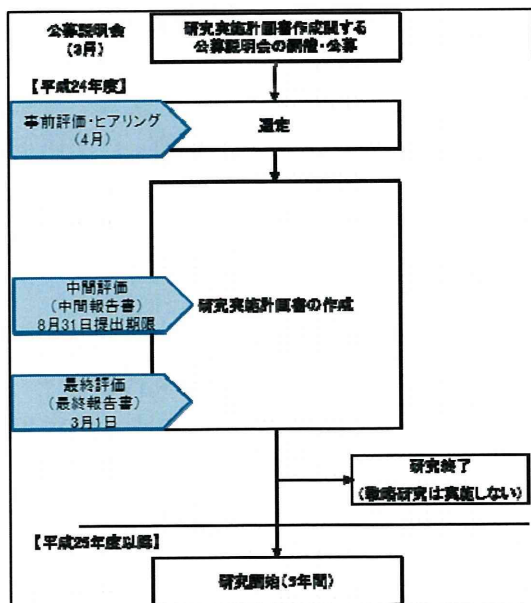 公募説明会
(3月)
研究実施計画書作成関する
公募説明会の開催・公募
【平成24年度】
事前評価・ヒアリング
(4月)
選定
中間評価
(中間報告書)
8月31日提出期限
研究実施計画書の作成
最終評価
(最終報告書)
3月1日
研究終了
(戦略研究は実施しない)
【平成25年度以降】
研究開始(3年間)